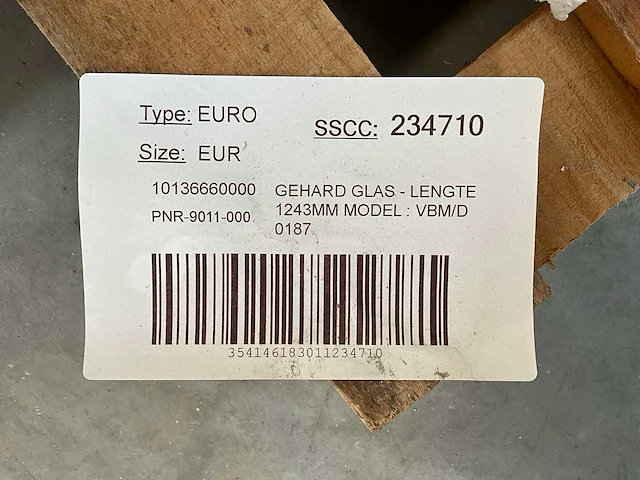 Type: EURO
SSCC: 234710
Size: EUR
10136660000 GEHARD GLAS - LENGTE
PNR-9011-000 1243MM MODEL : VBM/D
0187
354146183011234710